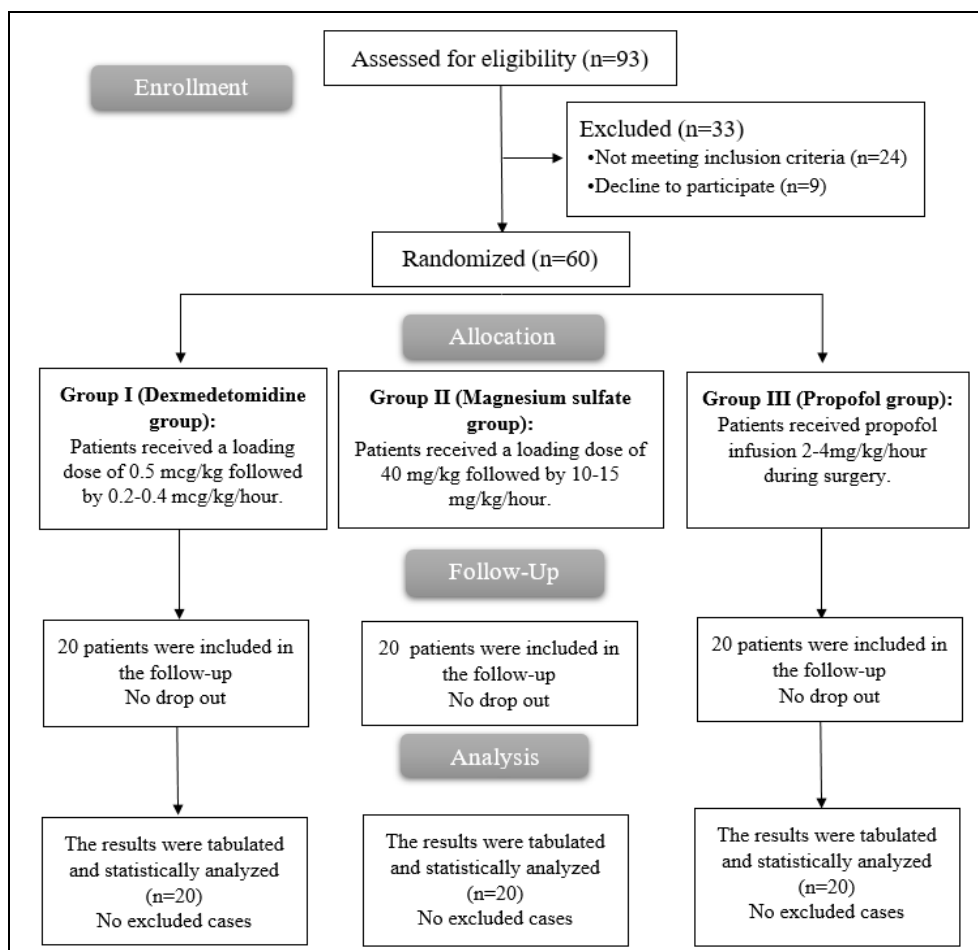 Assessed for eligibility (n=93)
Enrollment
Excluded (n=33)
•Not meeting inclusion criteria (n=24)
•Decline to participate (n=9)
Randomized (n=60)
Allocation
Group I (Dexmedetomidine
group):
Patients received a loading
dose of 0.5 mcg/kg followed
by 0.2-0.4 mcg/kg/hour.
Group II (Magnesium sulfate
group):
Patients received a loading dose of
40 mg/kg followed by 10-15
mg/kg/hour.
Group III (Propofol group):
Patients received propofol
infusion 2-4mg/kg/hour
during surgery.
Follow-Up
20 patients were included in
the follow-up
No drop out
20 patients were included in
the follow-up
No drop out
20 patients were included in
the follow-up
No drop out
Analysis
The results were tabulated
and statistically analyzed
(n=20)
No excluded cases
The results were tabulated
and statistically analyzed
(n=20)
No excluded cases
The results were tabulated
and statistically analyzed
(n=20)
No excluded cases